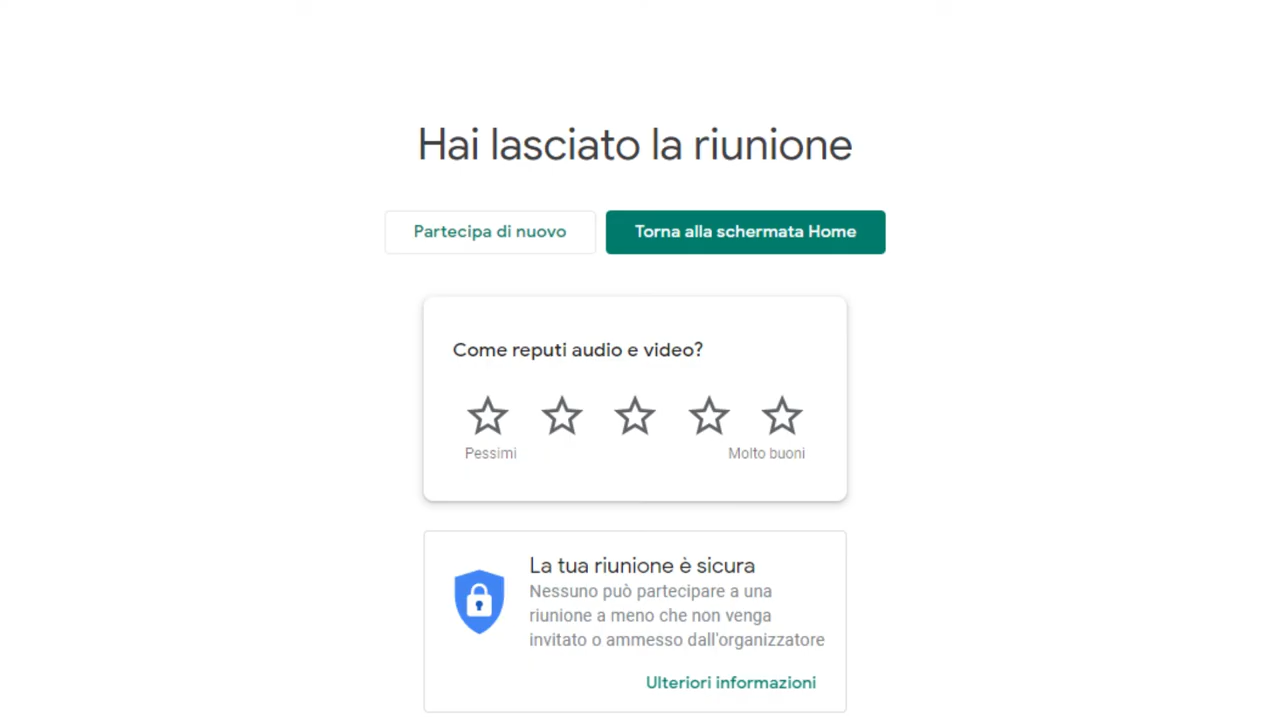 Hai lasciato la riunione
Partecipa di nuovo
Torna alla schermata Home
Come reputi audio e video?
Pessimi
Molto buoni
La tua riunione è sicura
Nessuno può partecipare a una
riunione a meno che non venga
invitato o ammesso dall'organizzatore
Ulteriori informazioni